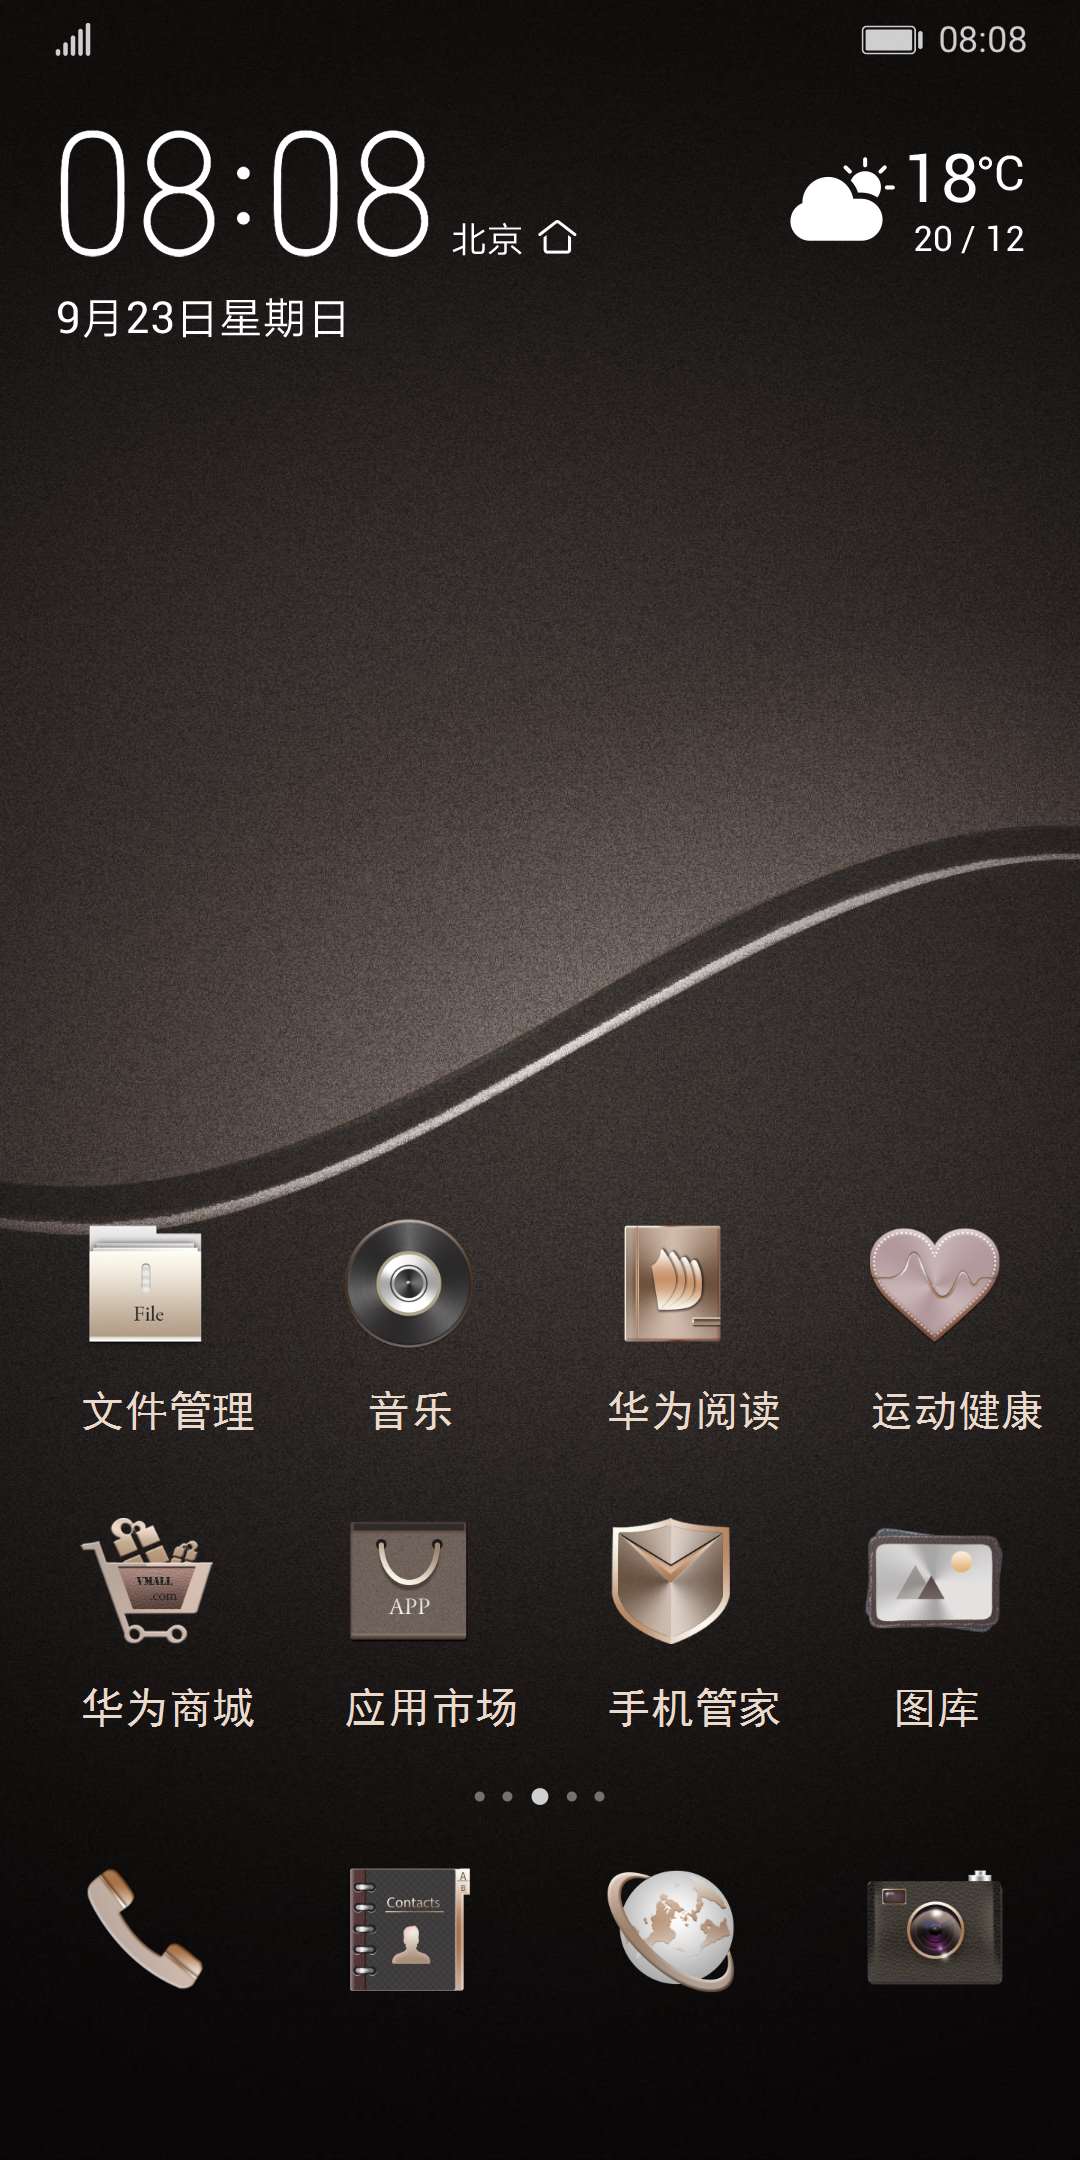 08:08
08:08
北京
18°C
20 / 12
9月23日星期日
File
文件管理
音乐
华为阅读
运动健康
VMALL
.com
APP
华为商城
应用市场
手机管家
图库
Contacts
A
B